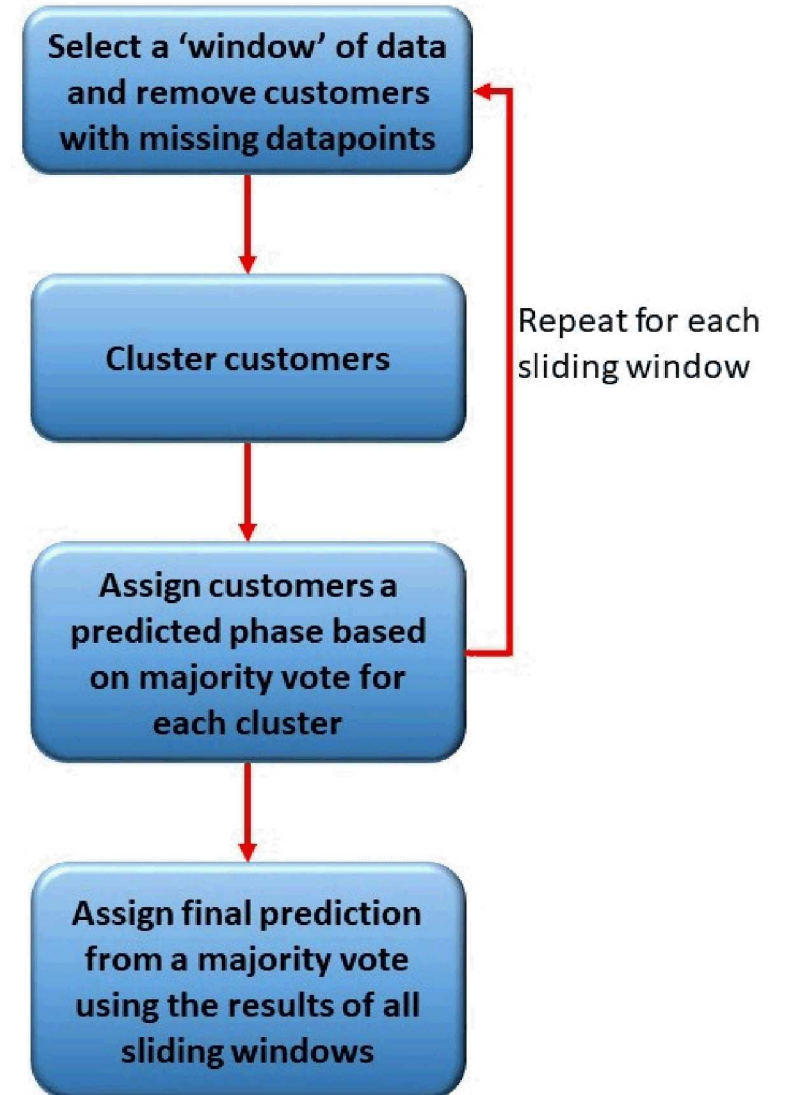 Select a ‘window’ of data
and remove customers
with missing datapoints
Cluster customers
Repeat for each
sliding window
Assign customers a
predicted phase based
on majority vote for
each cluster
Assign final prediction
from a majority vote
using the results of all
sliding windows